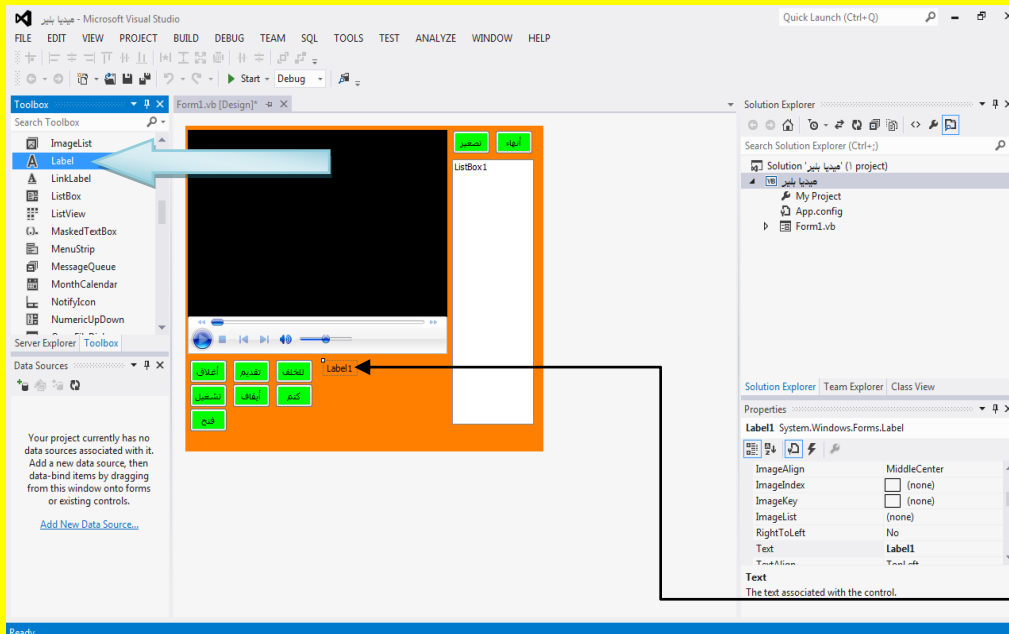 هيديا بلير - Microsoft Visual Studio
Quick Launch (Ctrl+Q)
FILE EDIT VIEW PROJECT BUILD DEBUG TEAM SQL TOOLS TEST ANALYZE WINDOW HELP
Start Debug
Toolbox
Search Toolbox
ImageList
Label
LinkLabel
ListBox
ListView
MaskedTextBox
MenuStrip
MessageQueue
MonthCalendar
NotifyIcon
NumericUpDown
Server Explorer Toolbox
Data Sources
Your project currently has no
data sources associated with it.
Add a new data source, then
data-bind items by dragging
from this window onto forms
or existing controls.
Add New Data Source...
Form1.vb [Design]*
تصغير أنهاء
ListBox1
أغلاق تقديم للخلف Label1
تشغيل أيقاف كتم
فتح
Solution Explorer
Search Solution Explorer (Ctrl+;)
Solution 'هيديا بلير' (١ project)
هيديا بلير
My Project
App.config
Form1.vb
Solution Explorer Team Explorer Class View
Properties
Label1 System.Windows.Forms.Label
ImageAlign MiddleCenter
ImageIndex (none)
ImageKey (none)
ImageList (none)
RightToLeft No
Text Label1
TextAlign TopLeft
Text
The text associated with the control.
Ready